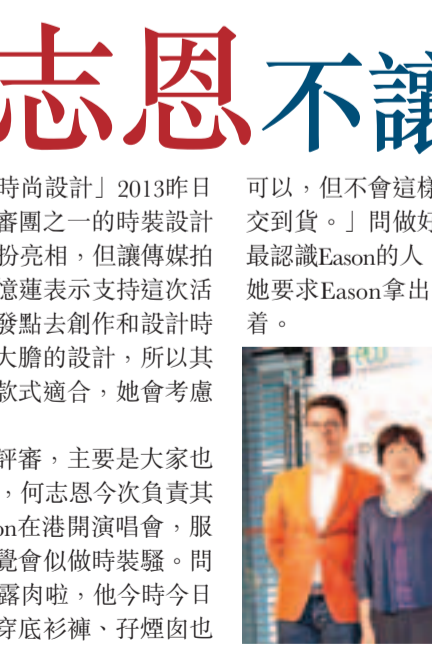 志恩不讓
時尚設計」2013昨日
審團之一的時裝設計
扮亮相，但讓傳媒拍
憶蓮表示支持這次活
發點去創作和設計時
大膽的設計，所以其
款式適合，她會考慮
評審，主要是大家也
，何志恩今次負責其
on在港開演唱會，服
覺會似做時裝騷。問
露肉啦，他今時今日
穿底衫褲、孖煙囱也
可以，但不會這樣
交到貨。」問做好
最認識Eason的人
她要求Eason拿出
着。